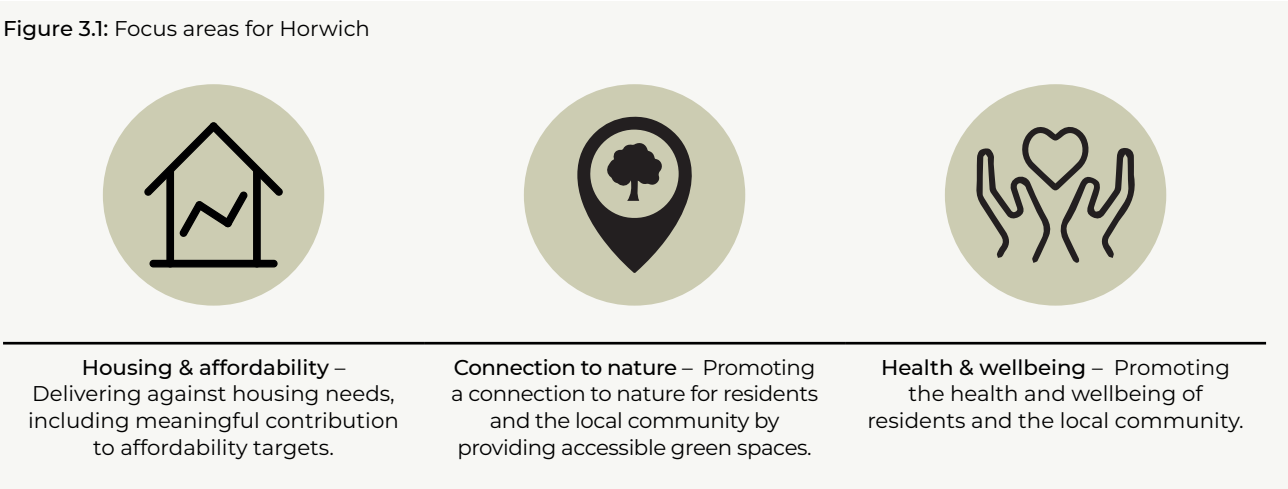 Figure 3.1: Focus areas for Horwich
Housing & affordability –
Delivering against housing needs,
including meaningful contribution
to affordability targets.
Connection to nature – Promoting
a connection to nature for residents
and the local community by
providing accessible green spaces.
Health & wellbeing – Promoting
the health and wellbeing of
residents and the local community.